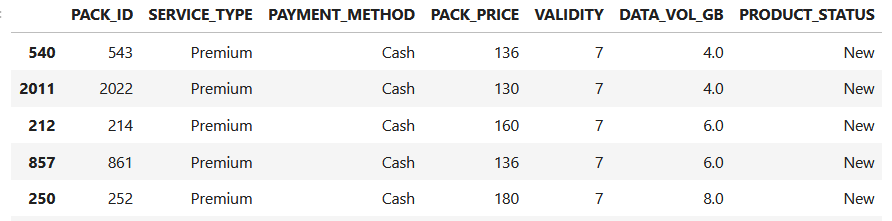 PACK_ID SERVICE_TYPE PAYMENT_METHOD PACK_PRICE VALIDITY DATA_VOL_GB PRODUCT_STATUS
540 543 Premium Cash 136 7 4.0 New
2011 2022 Premium Cash 130 7 4.0 New
212 214 Premium Cash 160 7 6.0 New
857 861 Premium Cash 136 7 6.0 New
250 252 Premium Cash 180 7 8.0 New